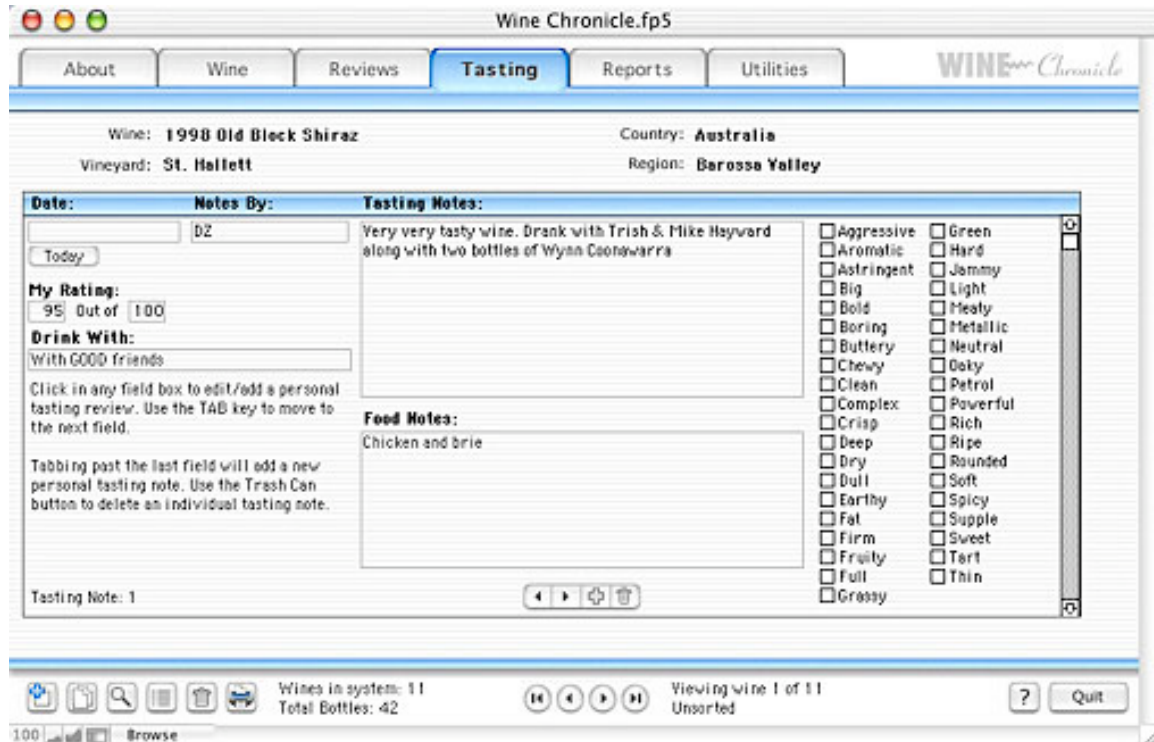 Wine Chronicle.fp5
About Wine Reviews Tasting Reports Utilities WINE Chronicle
Wine: 1998 Old Block Shiraz Country: Australia
Vineyard: St. Hallett Region: Barossa Valley
Date: Notes By: Tasting Notes:
DZ
Very very tasty wine. Drank with Trish & Mike Hayward
along with two bottles of Wynn Coonawarra
Today
My Rating:
95 Out of 100
Drink With:
With GOOD friends
Click in any field box to edit/add a personal
tasting review. Use the TAB key to move to
the next field.
Tabbing past the last field will add a new
personal tasting note. Use the Trash Can
button to delete an individual tasting note.
Tasting Note: 1
Food Notes:
Chicken and brie
Aggressive Green
Aromatic Hard
Astringent Jammy
Big Light
Bold Meaty
Boring Metallic
Buttery Neutral
Chewy Oaky
Clean Petrol
Complex Powerful
Crisp Rich
Deep Ripe
Dry Rounded
Dull Soft
Earthy Spicy
Fat Supple
Firm Sweet
Fruity Tart
Full Thin
Grassy
Wines in system: 11 Viewing wine 1 of 11
Total Bottles: 42 Unsorted
? Quit
100 Browse